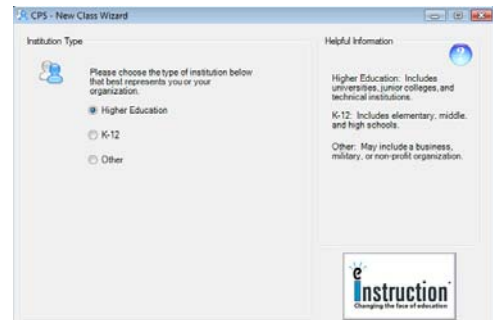 CPS - New Class Wizard
Institution Type
Please choose the type of institution below
that best represents you or your
organization.
Higher Education
K-12
Other
Helpful Information
Higher Education: Includes
universities, junior colleges, and
technical institutions.
K-12: Includes elementary, middle,
and high schools.
Other: May include a business,
military, or non-profit organization.
einstruction
Changing the face of education